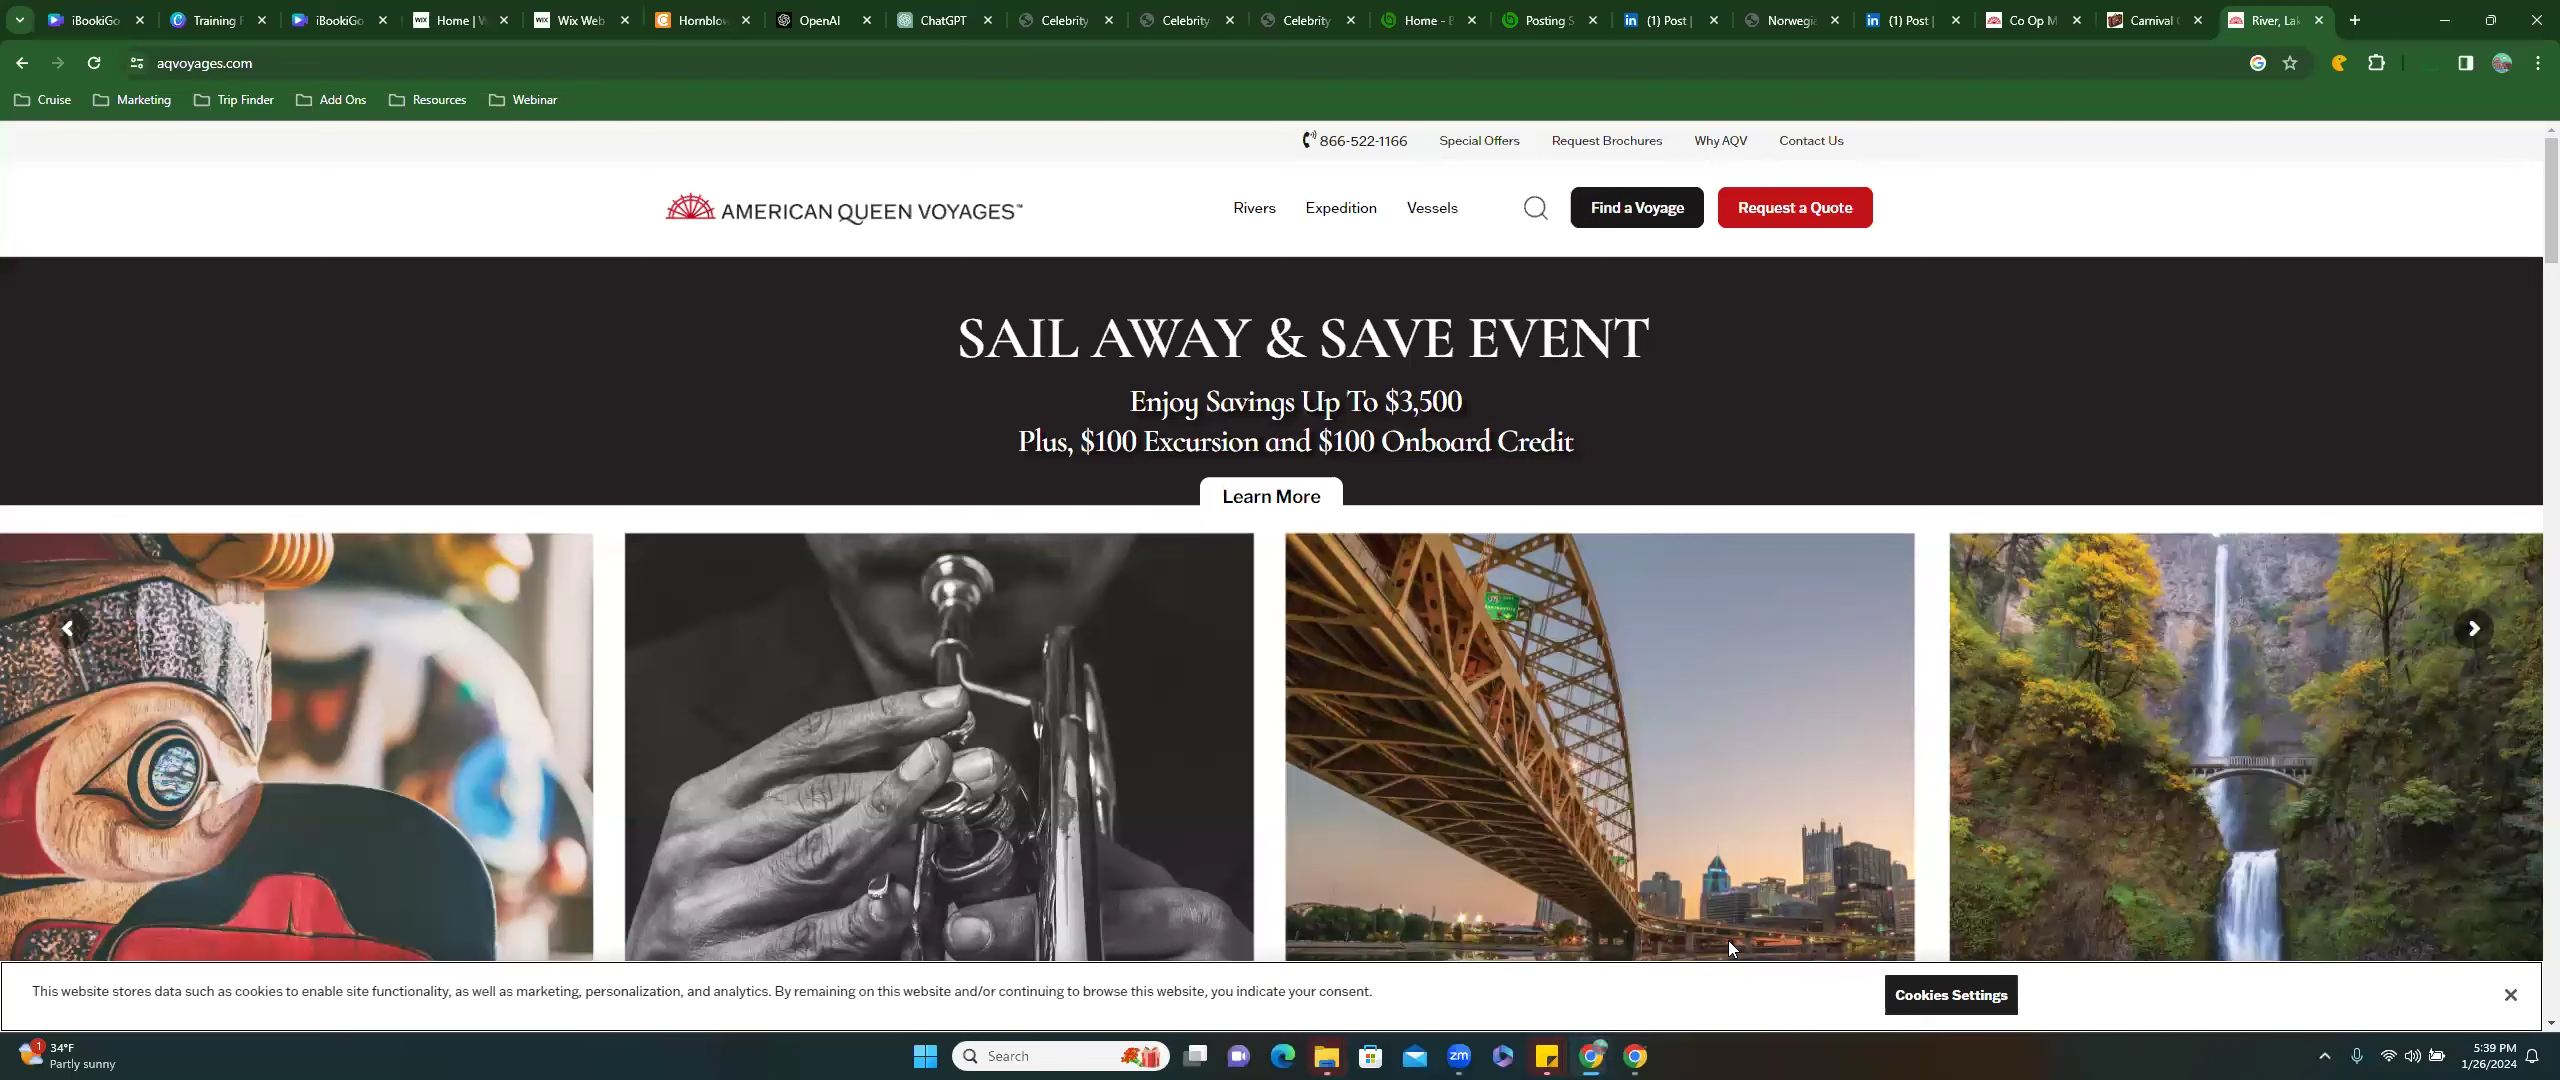 iBookiGo
Training F
iBookiGo
Home | W
Wix Web
Hornblow
OpenAI
ChatGPT
Celebrity
Celebrity
Celebrity
Home - B
Posting S
(1) Post |
Norwegia
(1) Post |
Co Op M
Carnival C
River, Lak
aqvoyages.com
Cruise
Marketing
Trip Finder
Add Ons
Resources
Webinar
866-522-1166
Special Offers
Request Brochures
Why AQV
Contact Us
AMERICAN QUEEN VOYAGES™
Rivers
Expedition
Vessels
Find a Voyage
Request a Quote
SAIL AWAY & SAVE EVENT
Enjoy Savings Up To $3,500
Plus, $100 Excursion and $100 Onboard Credit
Learn More
This website stores data such as cookies to enable site functionality, as well as marketing, personalization, and analytics. By remaining on this website and/or continuing to browse this website, you indicate your consent.
Cookies Settings
1
34°F
Partly sunny
Search
zm
5:39 PM
1/26/2024